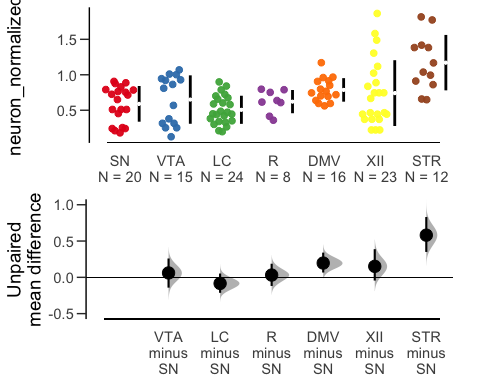 neuron_normalized
1.5
1.0
0.5
SN VTA LC R DMV XII STR
N = 20 N = 15 N = 24 N = 8 N = 16 N = 23 N = 12
Unpaired
mean difference
1.0
0.5
0.0
-0.5
VTA LC R DMV XII STR
minus minus minus minus minus minus
SN SN SN SN SN SN